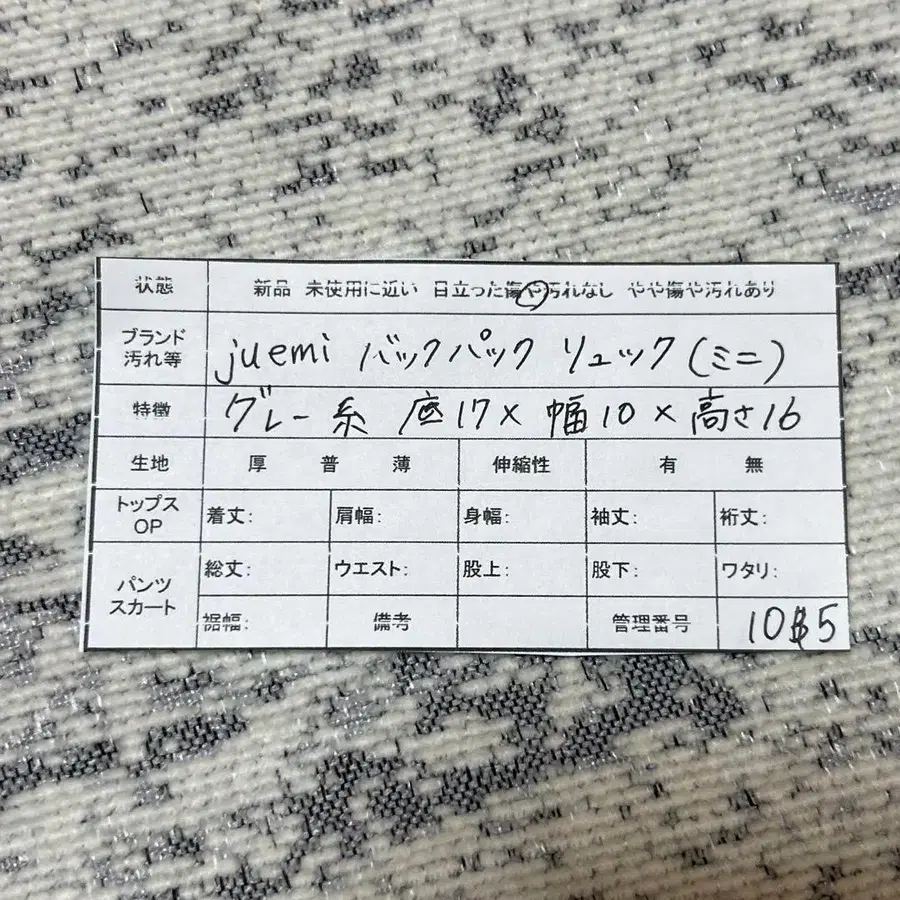 状態 新品 未使用に近い 目立った傷や汚れなし やや傷や汚れあり
ブランド
汚れ等
juemi バックパック リュック(ミニ)
特徴 グレー系 底17×幅10×高さ16
生地 厚 普 薄 伸縮性 有 無
トップス
OP
着丈: 肩幅: 身幅: 袖丈: 裄丈:
パンツ
スカート
総丈: ウエスト: 股上: 股下: ワタリ:
裾幅: 備考 管理番号